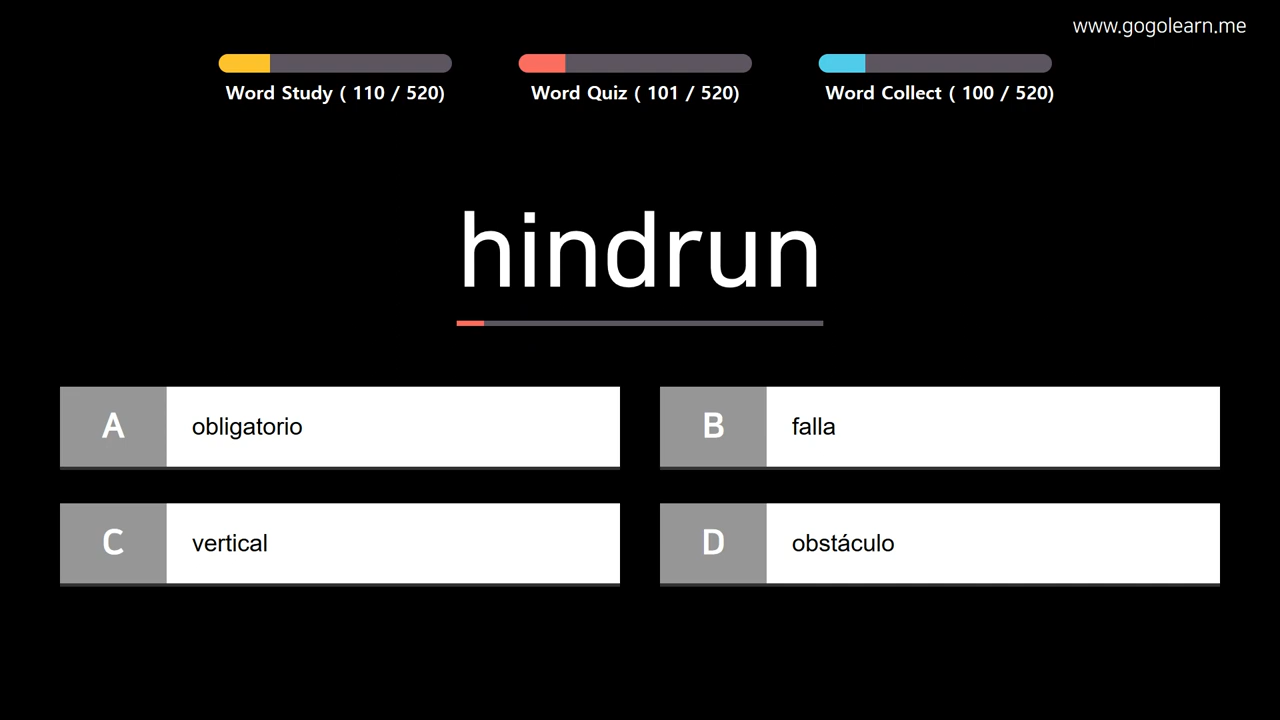 www.gogolearn.me
Word Study ( 110 / 520)
Word Quiz ( 101 / 520)
Word Collect ( 100 / 520)
hindrun
A obligatorio
B falla
C vertical
D obstáculo